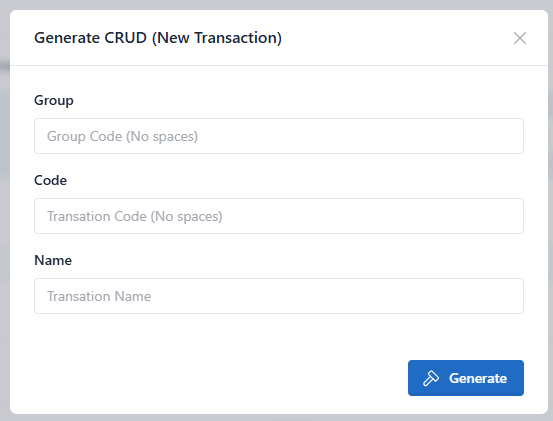 Generate CRUD (New Transaction)
Group
Group Code (No spaces)
Code
Transation Code (No spaces)
Name
Transation Name
Generate